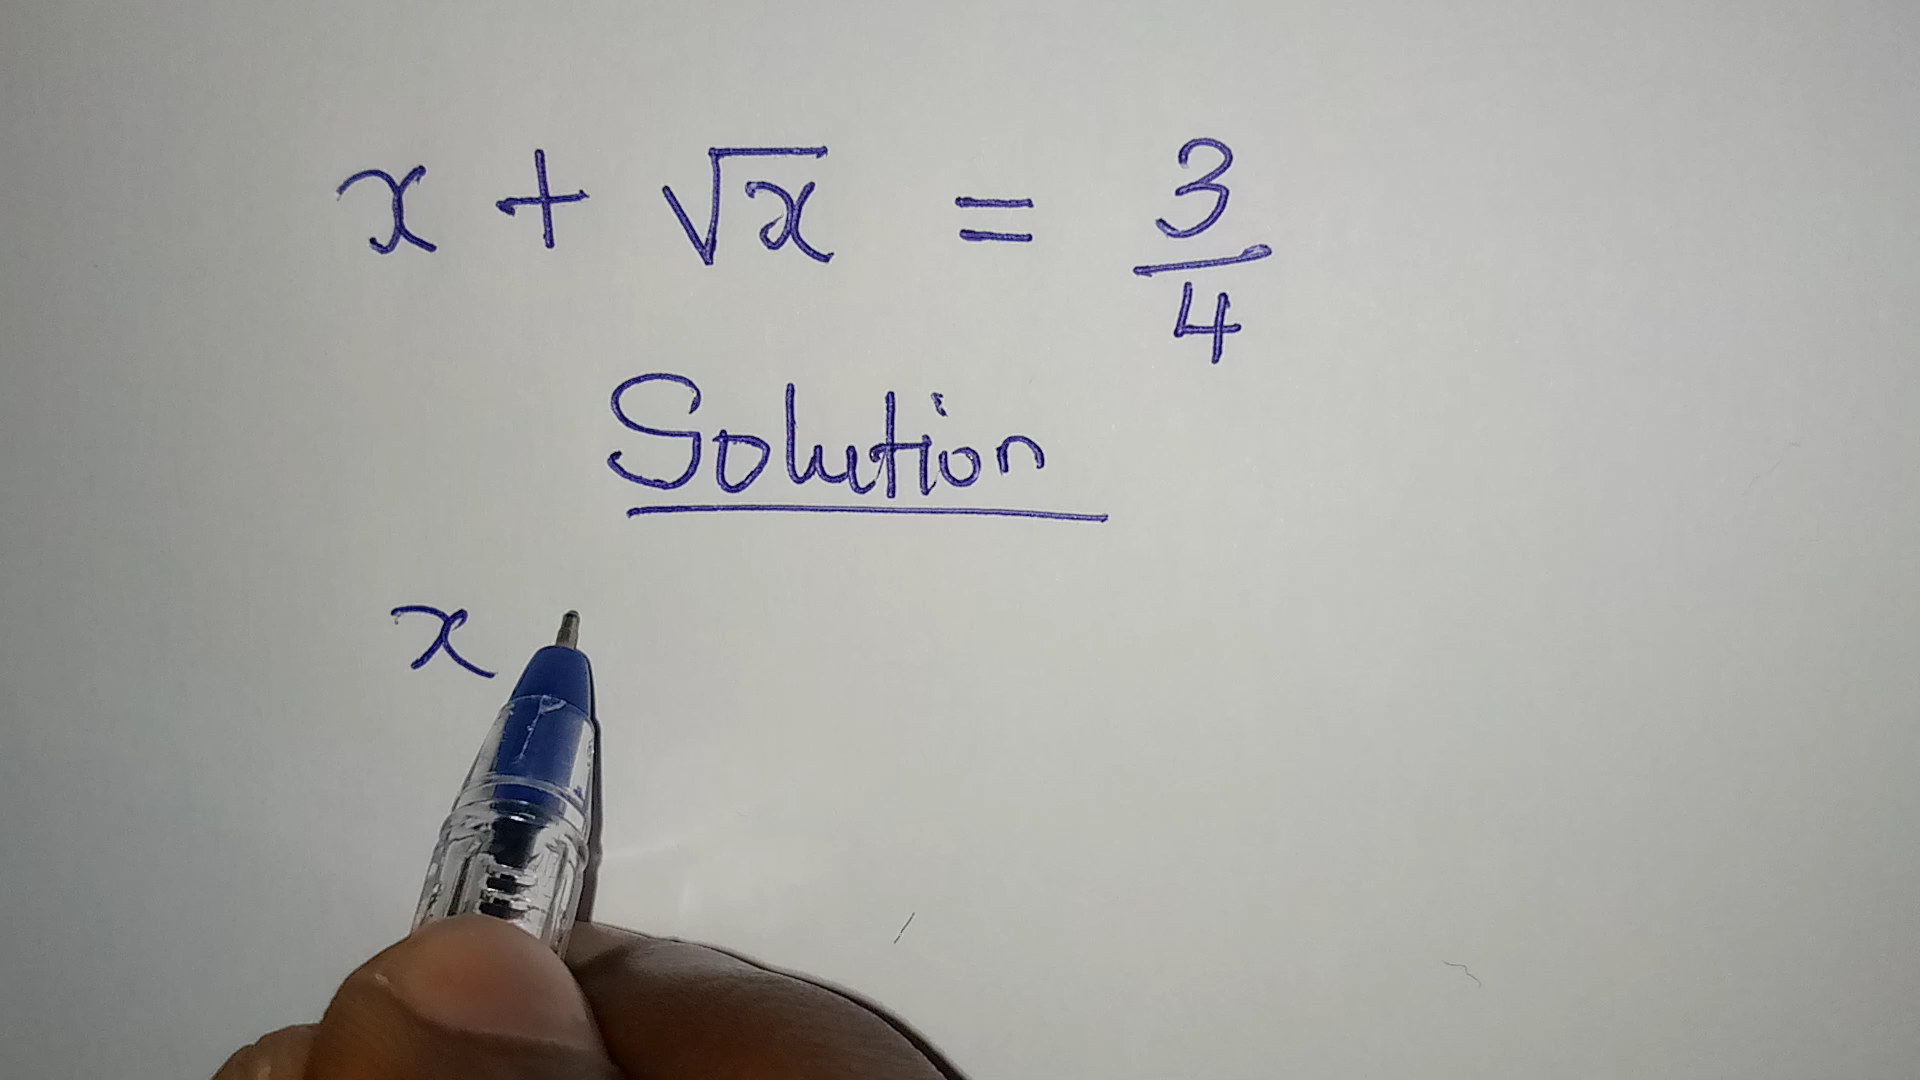 x + √x = 3/4
Solution
x